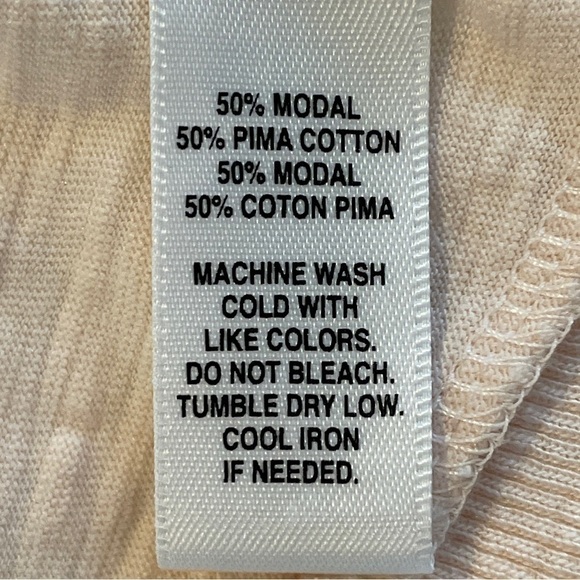 50% MODAL
50% PIMA COTTON
50% MODAL
50% COTON PIMA
MACHINE WASH
COLD WITH
LIKE COLORS.
DO NOT BLEACH.
TUMBLE DRY LOW.
COOL IRON
IF NEEDED.